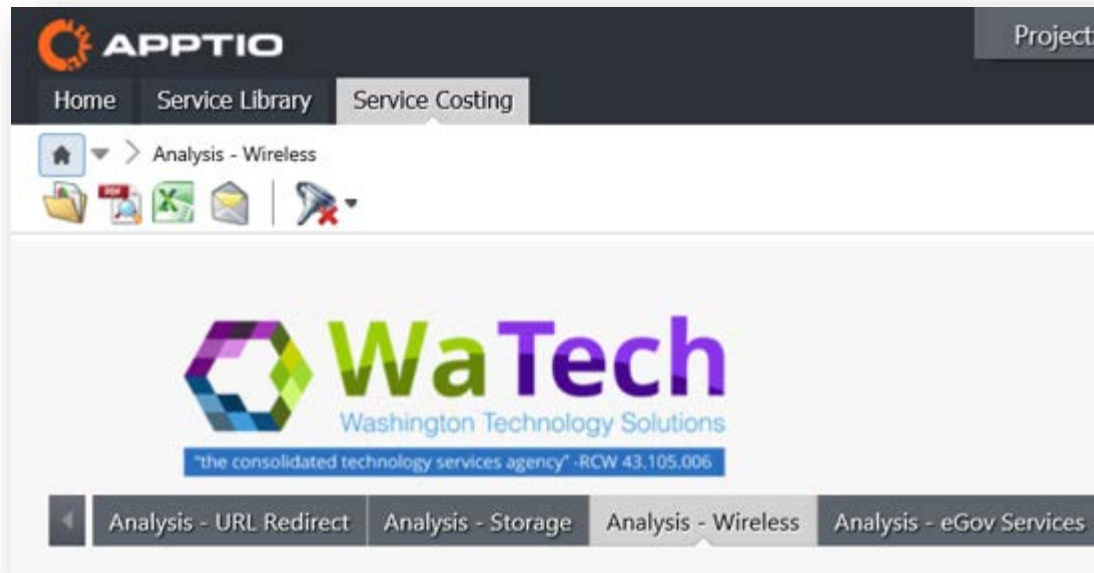 APPTIO
Project
Home Service Library Service Costing
Analysis - Wireless
PDF
WaTech
Washington Technology Solutions
"the consolidated technology services agency" -RCW 43.105.006
Analysis - URL Redirect Analysis - Storage Analysis - Wireless Analysis - eGov Services